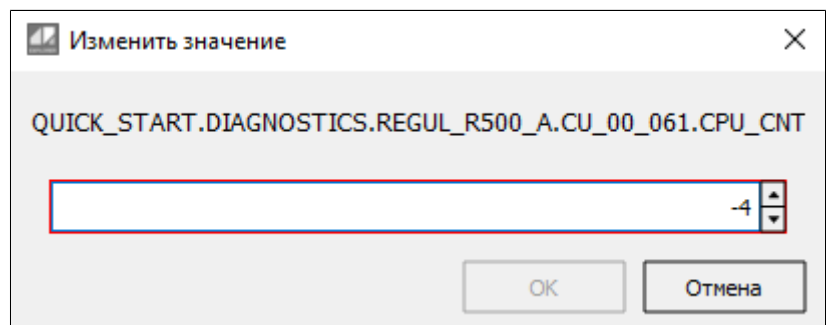 Изменить значение
QUICK_START.DIAGNOSTICS.REGUL_R500_A.CU_00_061.CPU_CNT
-4
OK
Отмена